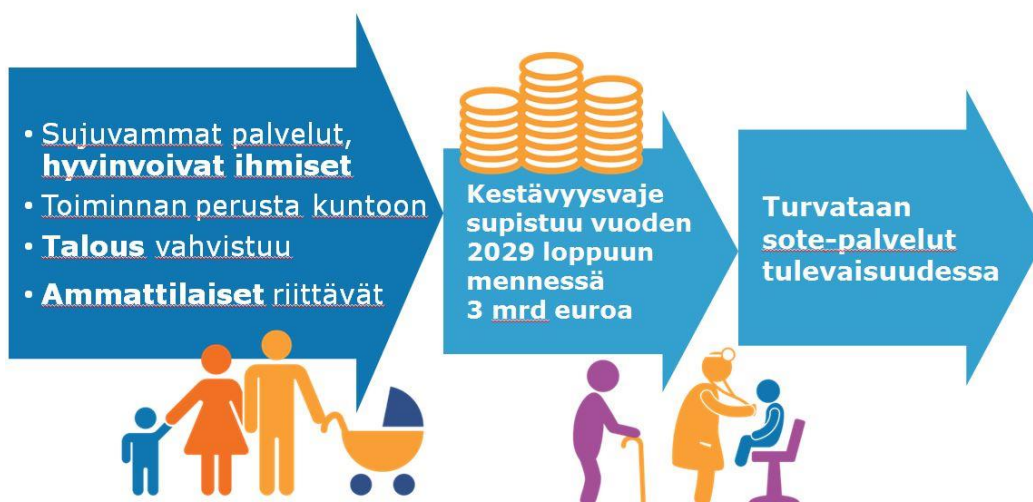 • Sujuvammat palvelut,
hyvinvoivat ihmiset
• Toiminnan perusta kuntoon
• Talous vahvistuu
• Ammattilaiset riittävät
Kestävyysvaje
supistuu vuoden
2029 loppuun
mennessä
3 mrd euroa
Turvataan
sote-palvelut
tulevaisuudessa